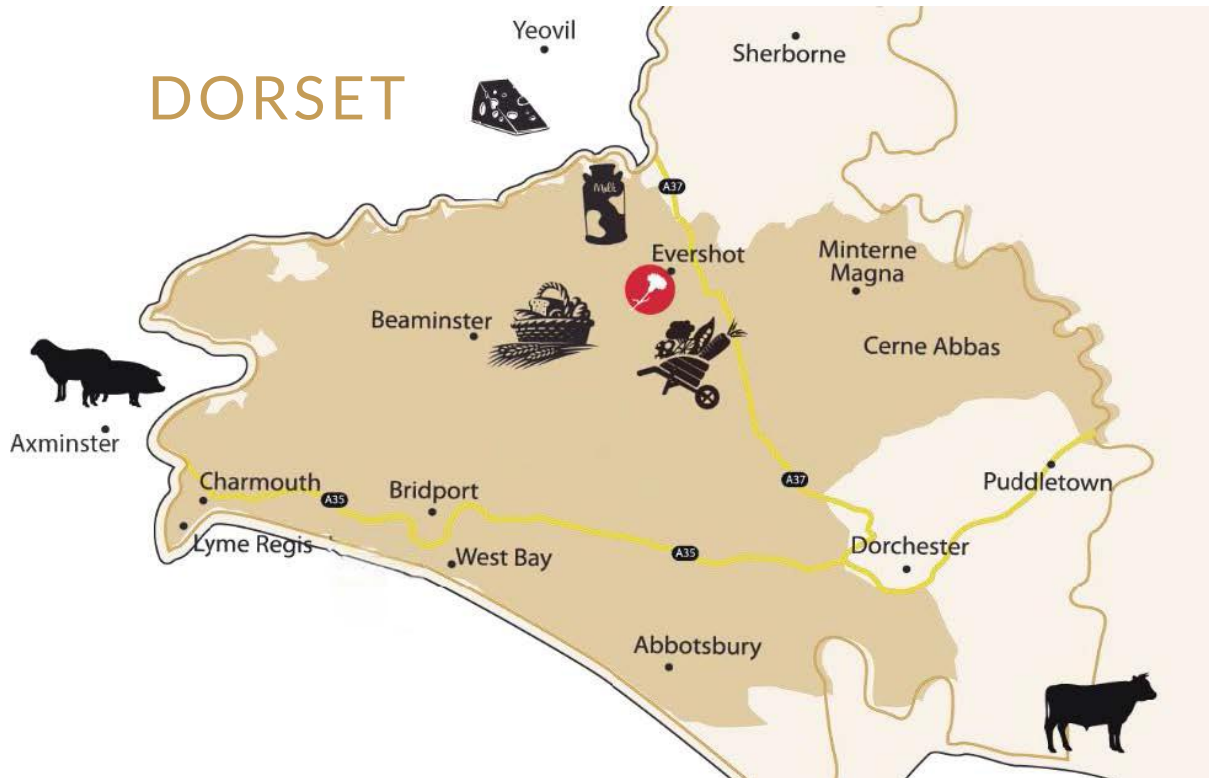 Yeovil
Sherborne
DORSET
Milk
A37
Evershot
Minterne
Magna
Beaminster
Cerne Abbas
Axminster
Charmouth
A35
Bridport
A37
Puddletown
Lyme Regis
West Bay
A35
Dorchester
Abbotsbury